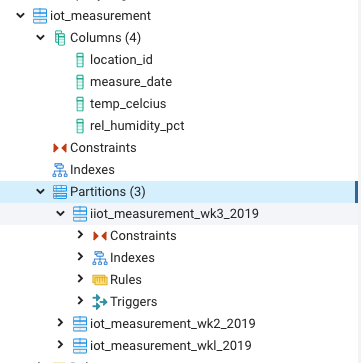 iot_measurement
Columns (4)
location_id
measure_date
temp_celcius
rel_humidity_pct
Constraints
Indexes
Partitions (3)
iiot_measurement_wk3_2019
Constraints
Indexes
Rules
Triggers
iot_measurement_wk2_2019
iot_measurement_wkl_2019